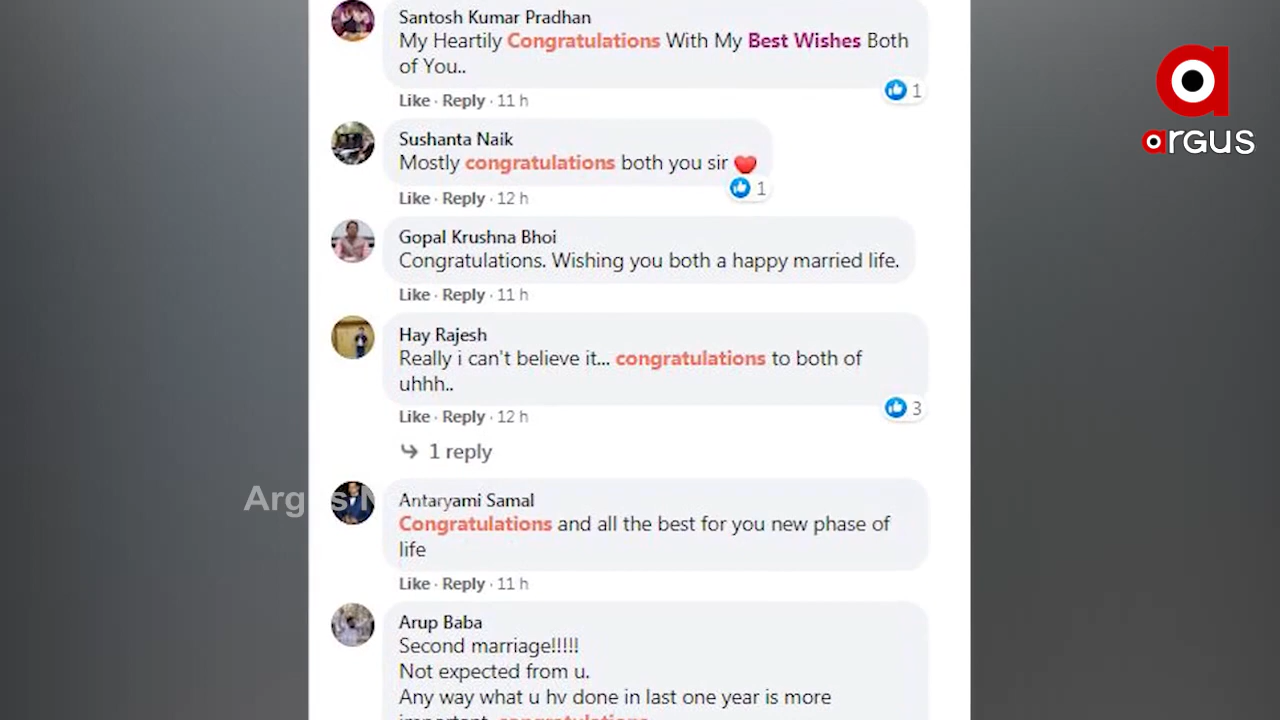 Santosh Kumar Pradhan
My Heartily Congratulations With My Best Wishes Both
of You..
Like · Reply · 11 h
1
Sushanta Naik
Mostly congratulations both you sir ❤
Like · Reply · 12 h
1
Gopal Krushna Bhoi
Congratulations. Wishing you both a happy married life.
Like · Reply · 11 h
Hay Rajesh
Really i can't believe it... congratulations to both of
uhhh..
Like · Reply · 12 h
3
1 reply
Antaryami Samal
Congratulations and all the best for you new phase of
life
Like · Reply · 11 h
Arup Baba
Second marriage!!!!!
Not expected from u.
Any way what u hv done in last one year is more
important. congratulations
argus